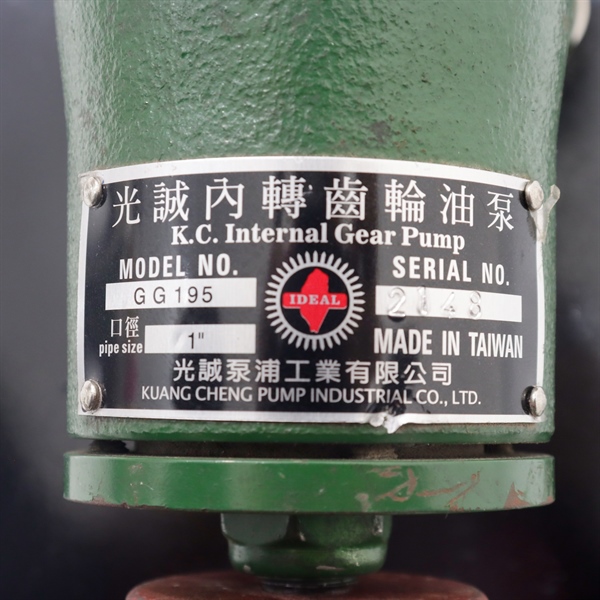 光誠內轉齒輪油泵
K.C. Internal Gear Pump
MODEL NO.
GG195
口徑
pipe size
1"
IDEAL
SERIAL NO.
2148
MADE IN TAIWAN
光誠泵浦工業有限公司
KUANG CHENG PUMP INDUSTRIAL CO., LTD.